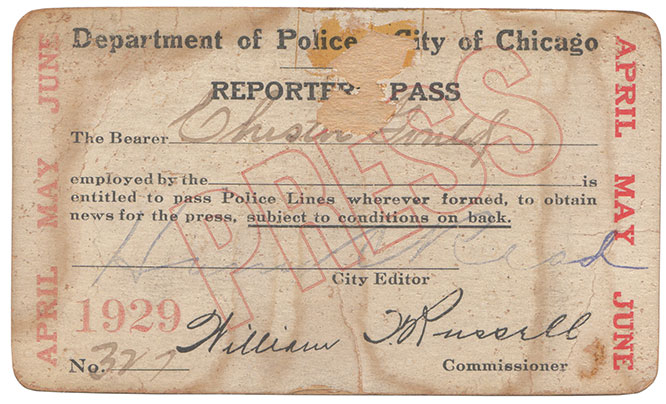 Department of Police City of Chicago
REPORTER PASS
The Bearer Chester Gould
employed by the is
entitled to pass Police Lines wherever formed, to obtain
news for the press, subject to conditions on back.
PRESS
City Editor
1929
William F Russell
No. 327 Commissioner
APRIL MAY JUNE
APRIL MAY JUNE